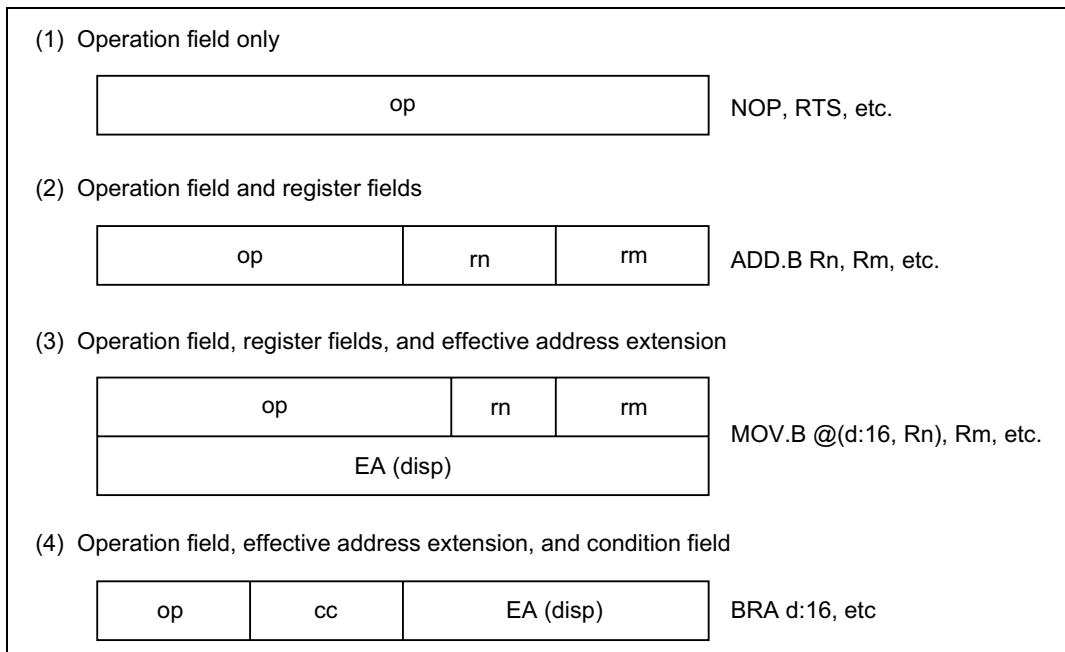 (1) Operation field only
op
NOP, RTS, etc.
(2) Operation field and register fields
op rn rm
ADD.B Rn, Rm, etc.
(3) Operation field, register fields, and effective address extension
op rn rm
EA (disp)
MOV.B @(d:16, Rn), Rm, etc.
(4) Operation field, effective address extension, and condition field
op cc EA (disp)
BRA d:16, etc